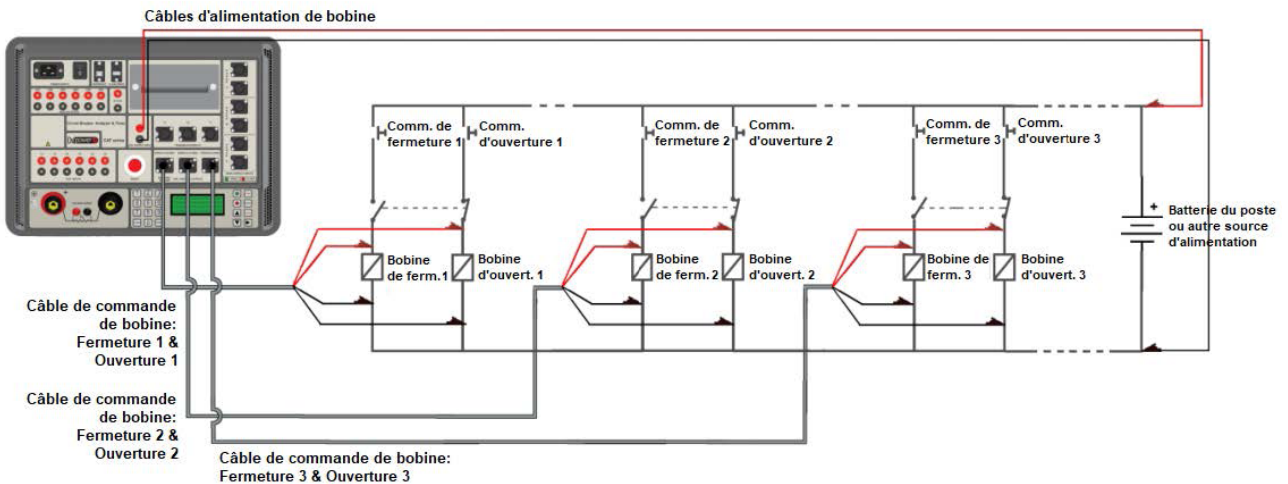 Câbles d'alimentation de bobine
Comm. de
fermeture 1
Comm.
d'ouverture 1
Comm. de
fermeture 2
Comm.
d'ouverture 2
Comm. de
fermeture 3
Comm.
d'ouverture 3
+
Batterie du poste
ou autre source
d'alimentation
Bobine
de ferm.1
Bobine
d'ouvert. 1
Bobine
de ferm. 2
Bobine
d'ouvert. 2
Bobine de
ferm. 3
Bobine
d'ouvert. 3
Câble de commande
de bobine:
Fermeture 1 &
Ouverture 1
Câble de commande
de bobine:
Fermeture 2 &
Ouverture 2
Câble de commande de bobine:
Fermeture 3 & Ouverture 3